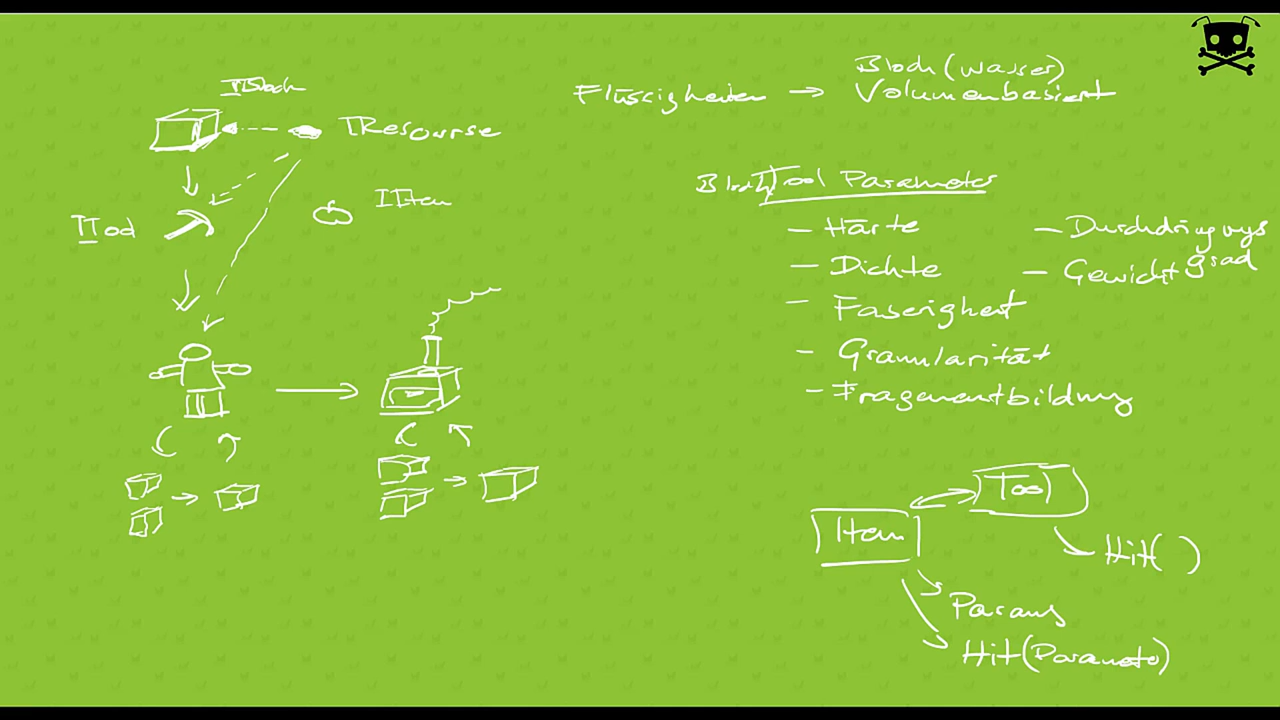 IBlock
IResourse
IItem
ITool
Flüssigkeiten → Block (Wasser)
Volumenbasiert
Block/Tool Parameter
- Härte
- Dichte
- Faserigkeit
- Granularität
- Fragmentbildung
- Durchdringungsgrad
- Gewicht
Tool
Item
Hit( )
Params
Hit(Parameter)